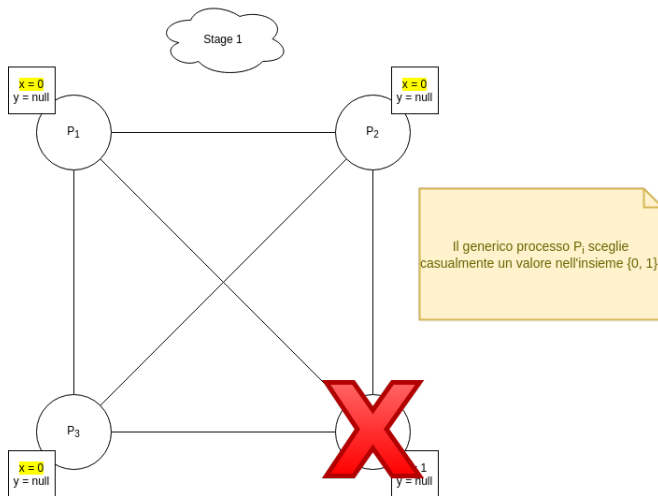 Stage 1
x = 0
y = null
x = 0
y = null
P1
P2
Il generico processo Pi sceglie
casualmente un valore nell'insieme {0, 1}
P3
x = 0
y = null
1
y = null